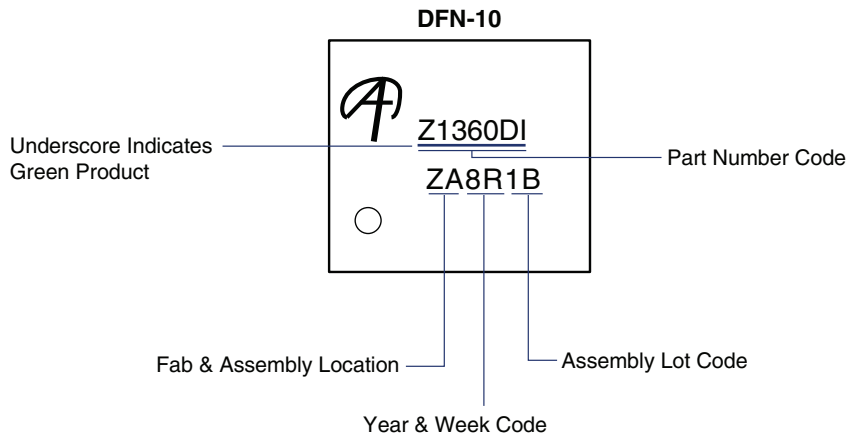 DFN-10
Z1360DI
Underscore Indicates
Green Product
Part Number Code
ZA8R1B
Fab & Assembly Location
Assembly Lot Code
Year & Week Code